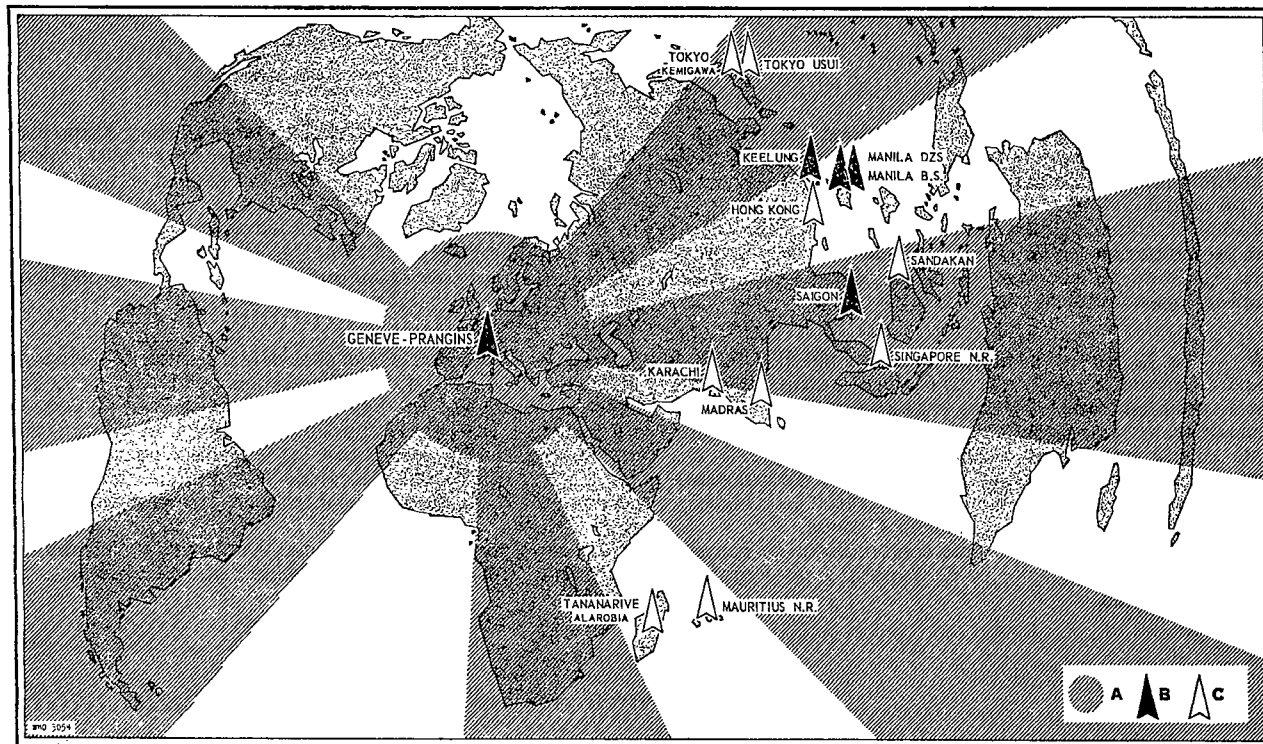 TOKYO
KEMIGAWA
TOKYO USUI
KEELUNG
MANILA DZS
MANILA B.S.
HONG KONG
SANDAKAN
SAIGON
GENEVE-PRANGINS
SINGAPORE N.R.
KARACHI
MADRAS
TANANARIVE
ALAROBIA
MAURITIUS N.R.
A B C